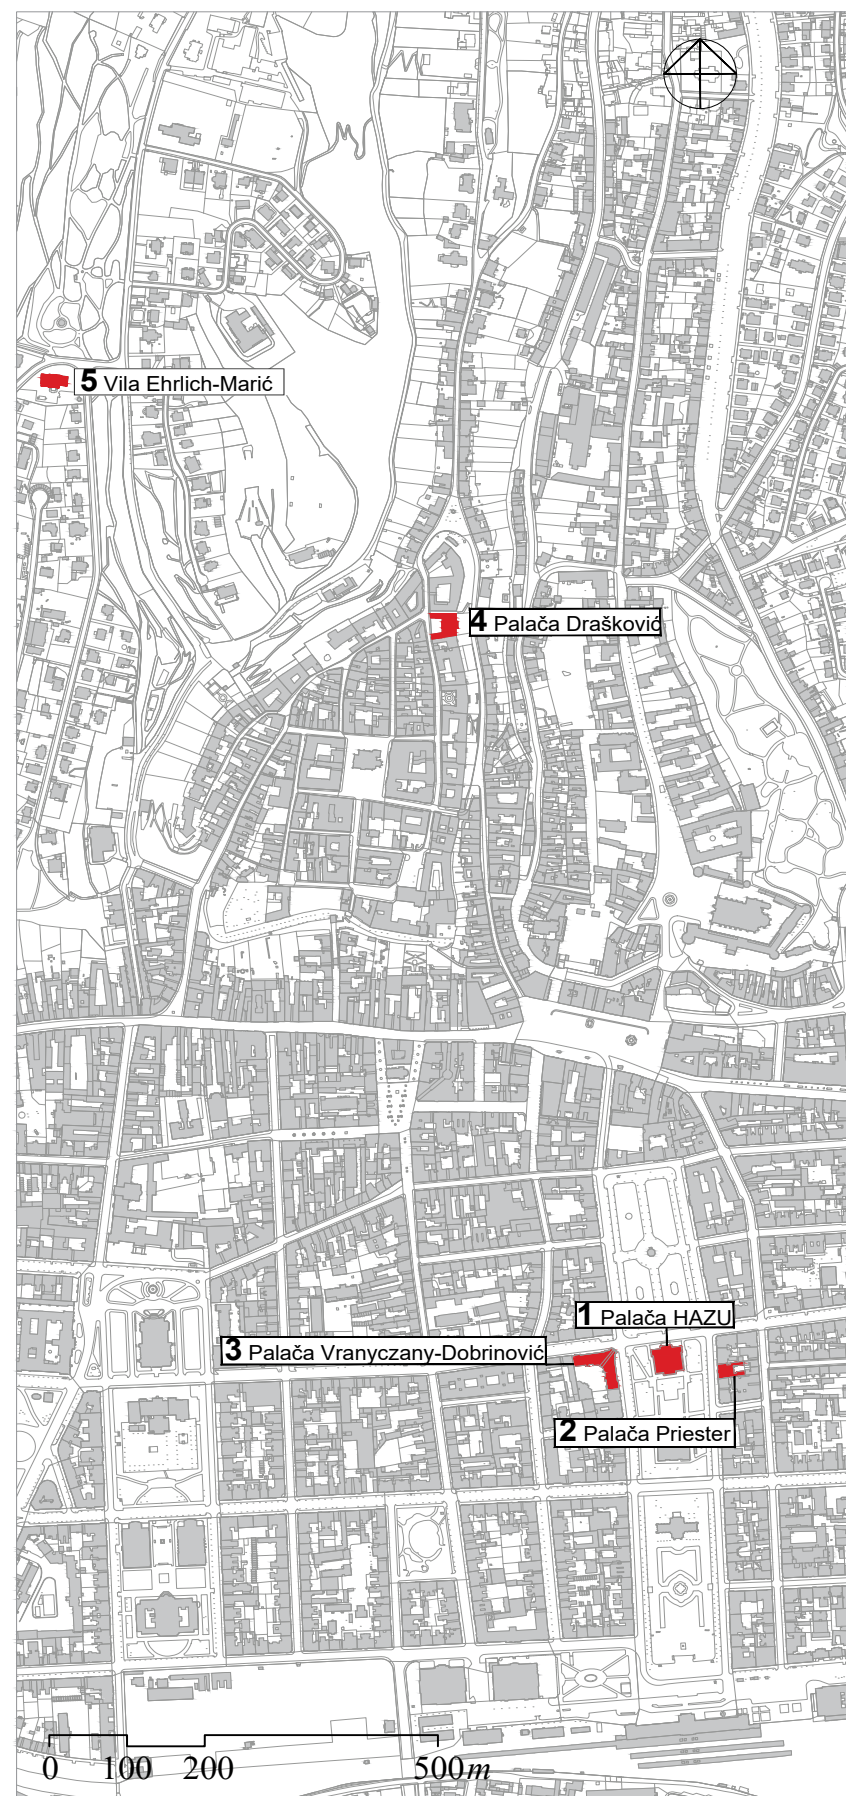 5 Vila Ehrlich-Marić
4 Palača Drašković
1 Palača HAZU
3 Palača Vranyczany-Dobrinović
2 Palača Priester
0 100 200 500m